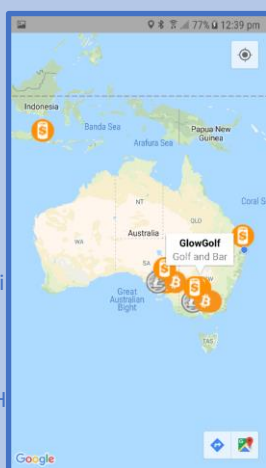 77% 12:39 pm
Indonesia
Banda Sea
Papua New
Guinea
Arafura Sea
Coral S
NT
QLD
GlowGolf
Golf and Bar
Australia
WA
SA
Great
Australian
Bight
TAS
i
H
Google